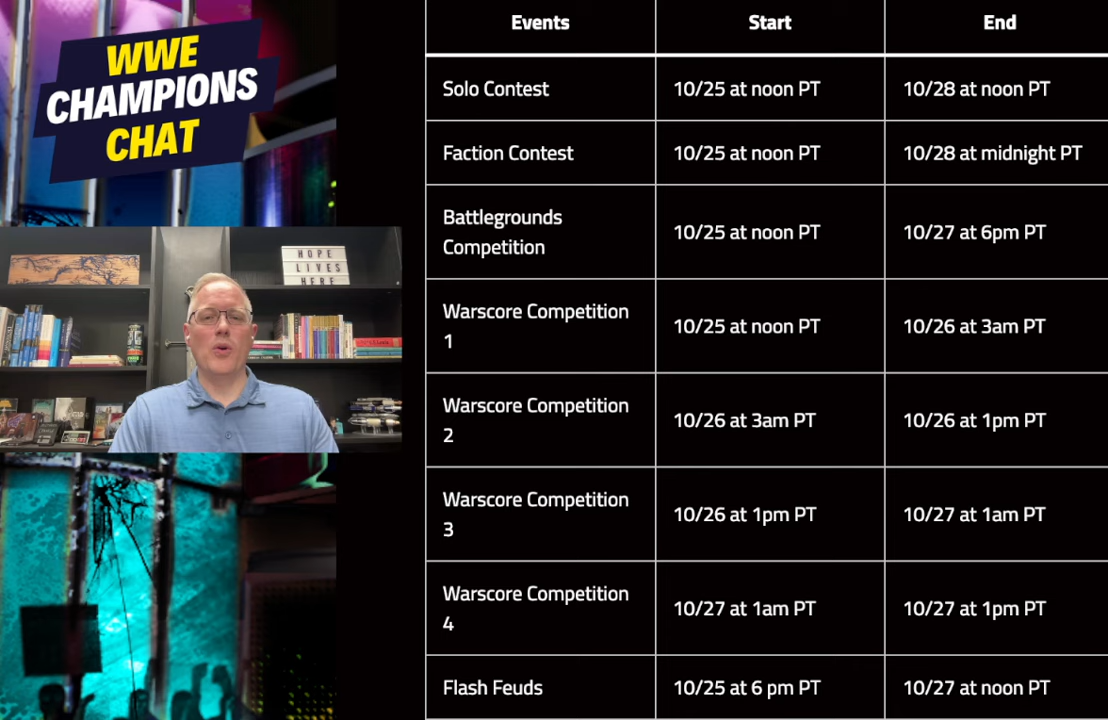 WWE
CHAMPIONS
CHAT
HOPE
LIVES
HERE
Events Start End
Solo Contest 10/25 at noon PT 10/28 at noon PT
Faction Contest 10/25 at noon PT 10/28 at midnight PT
Battlegrounds
Competition 10/25 at noon PT 10/27 at 6pm PT
Warscore Competition
1 10/25 at noon PT 10/26 at 3am PT
Warscore Competition
2 10/26 at 3am PT 10/26 at 1pm PT
Warscore Competition
3 10/26 at 1pm PT 10/27 at 1am PT
Warscore Competition
4 10/27 at 1am PT 10/27 at 1pm PT
Flash Feuds 10/25 at 6 pm PT 10/27 at noon PT